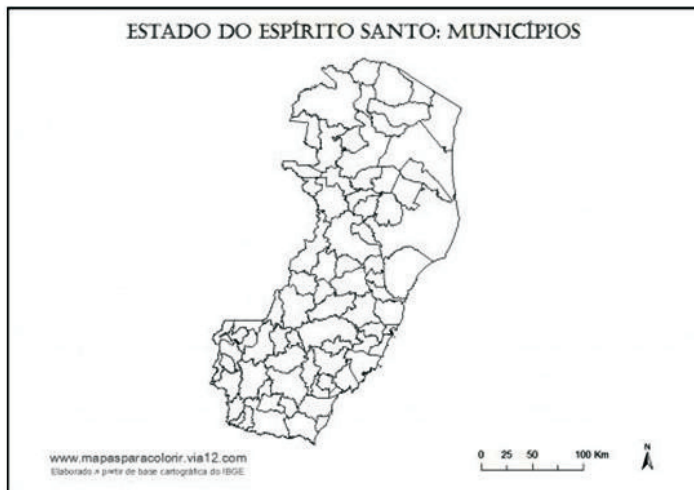 ESTADO DO ESPÍRITO SANTO: MUNICÍPIOS
www.mapasparacolorir.via12.com
Elaborado a partir de base cartográfica do IBGE
0 25 50 100 Km
N